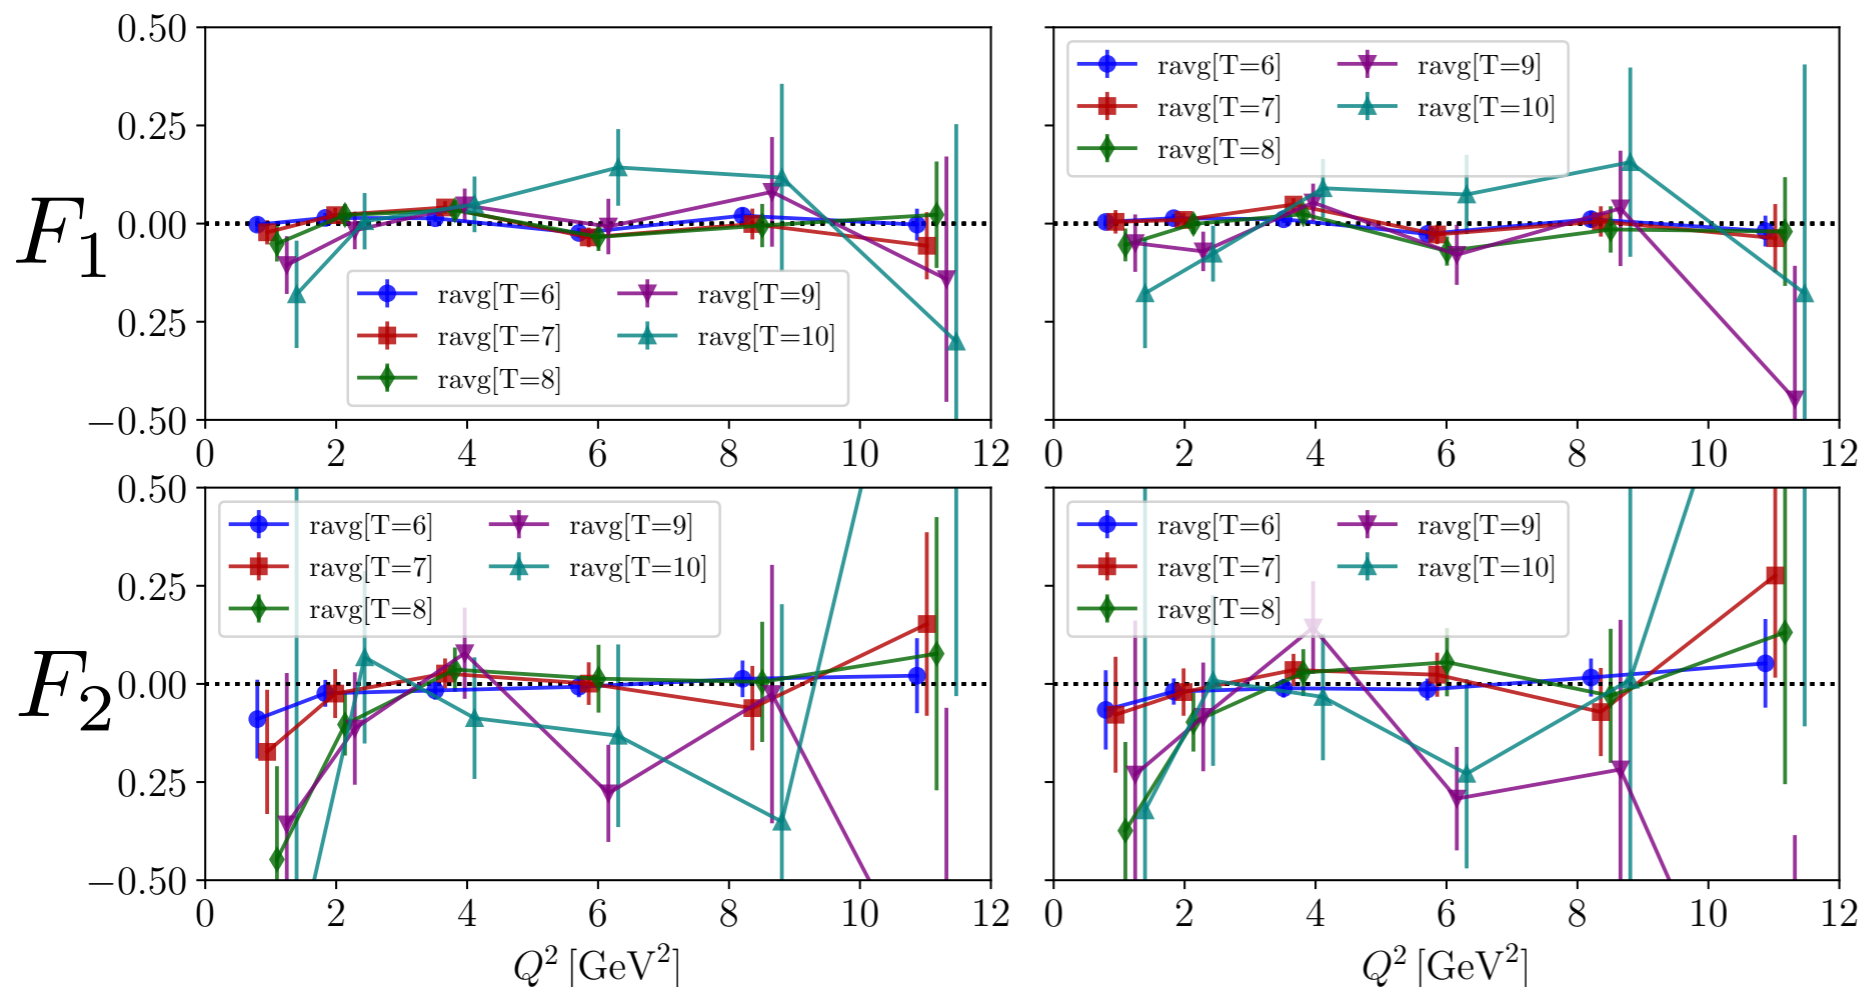 F1
0.50
0.25
0.00
0.25
−0.50
ravg[T=6]
ravg[T=7]
ravg[T=8]
ravg[T=9]
ravg[T=10]
0 2 4 6 8 10 12
ravg[T=6]
ravg[T=7]
ravg[T=8]
ravg[T=9]
ravg[T=10]
0 2 4 6 8 10 12
F2
0.50
0.25
0.00
0.25
−0.50
ravg[T=6]
ravg[T=7]
ravg[T=8]
ravg[T=9]
ravg[T=10]
0 2 4 6 8 10 12
Q² [GeV²]
ravg[T=6]
ravg[T=7]
ravg[T=8]
ravg[T=9]
ravg[T=10]
0 2 4 6 8 10 12
Q² [GeV²]